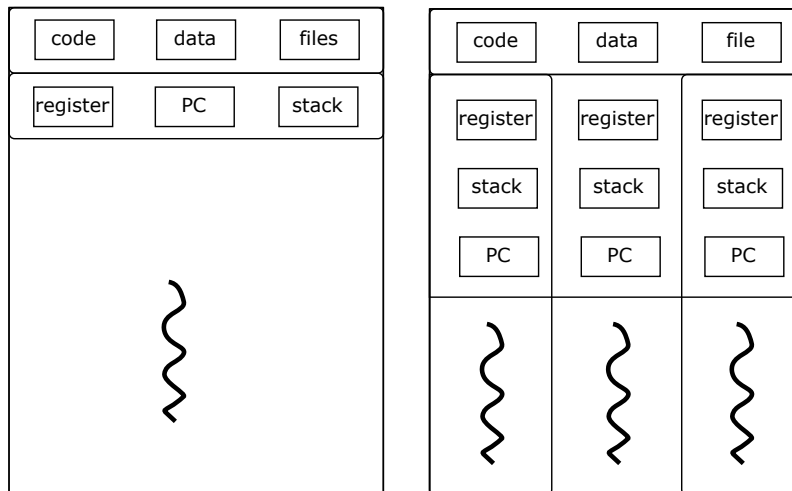 code data files
register PC stack
code data file
register register register
stack stack stack
PC PC PC